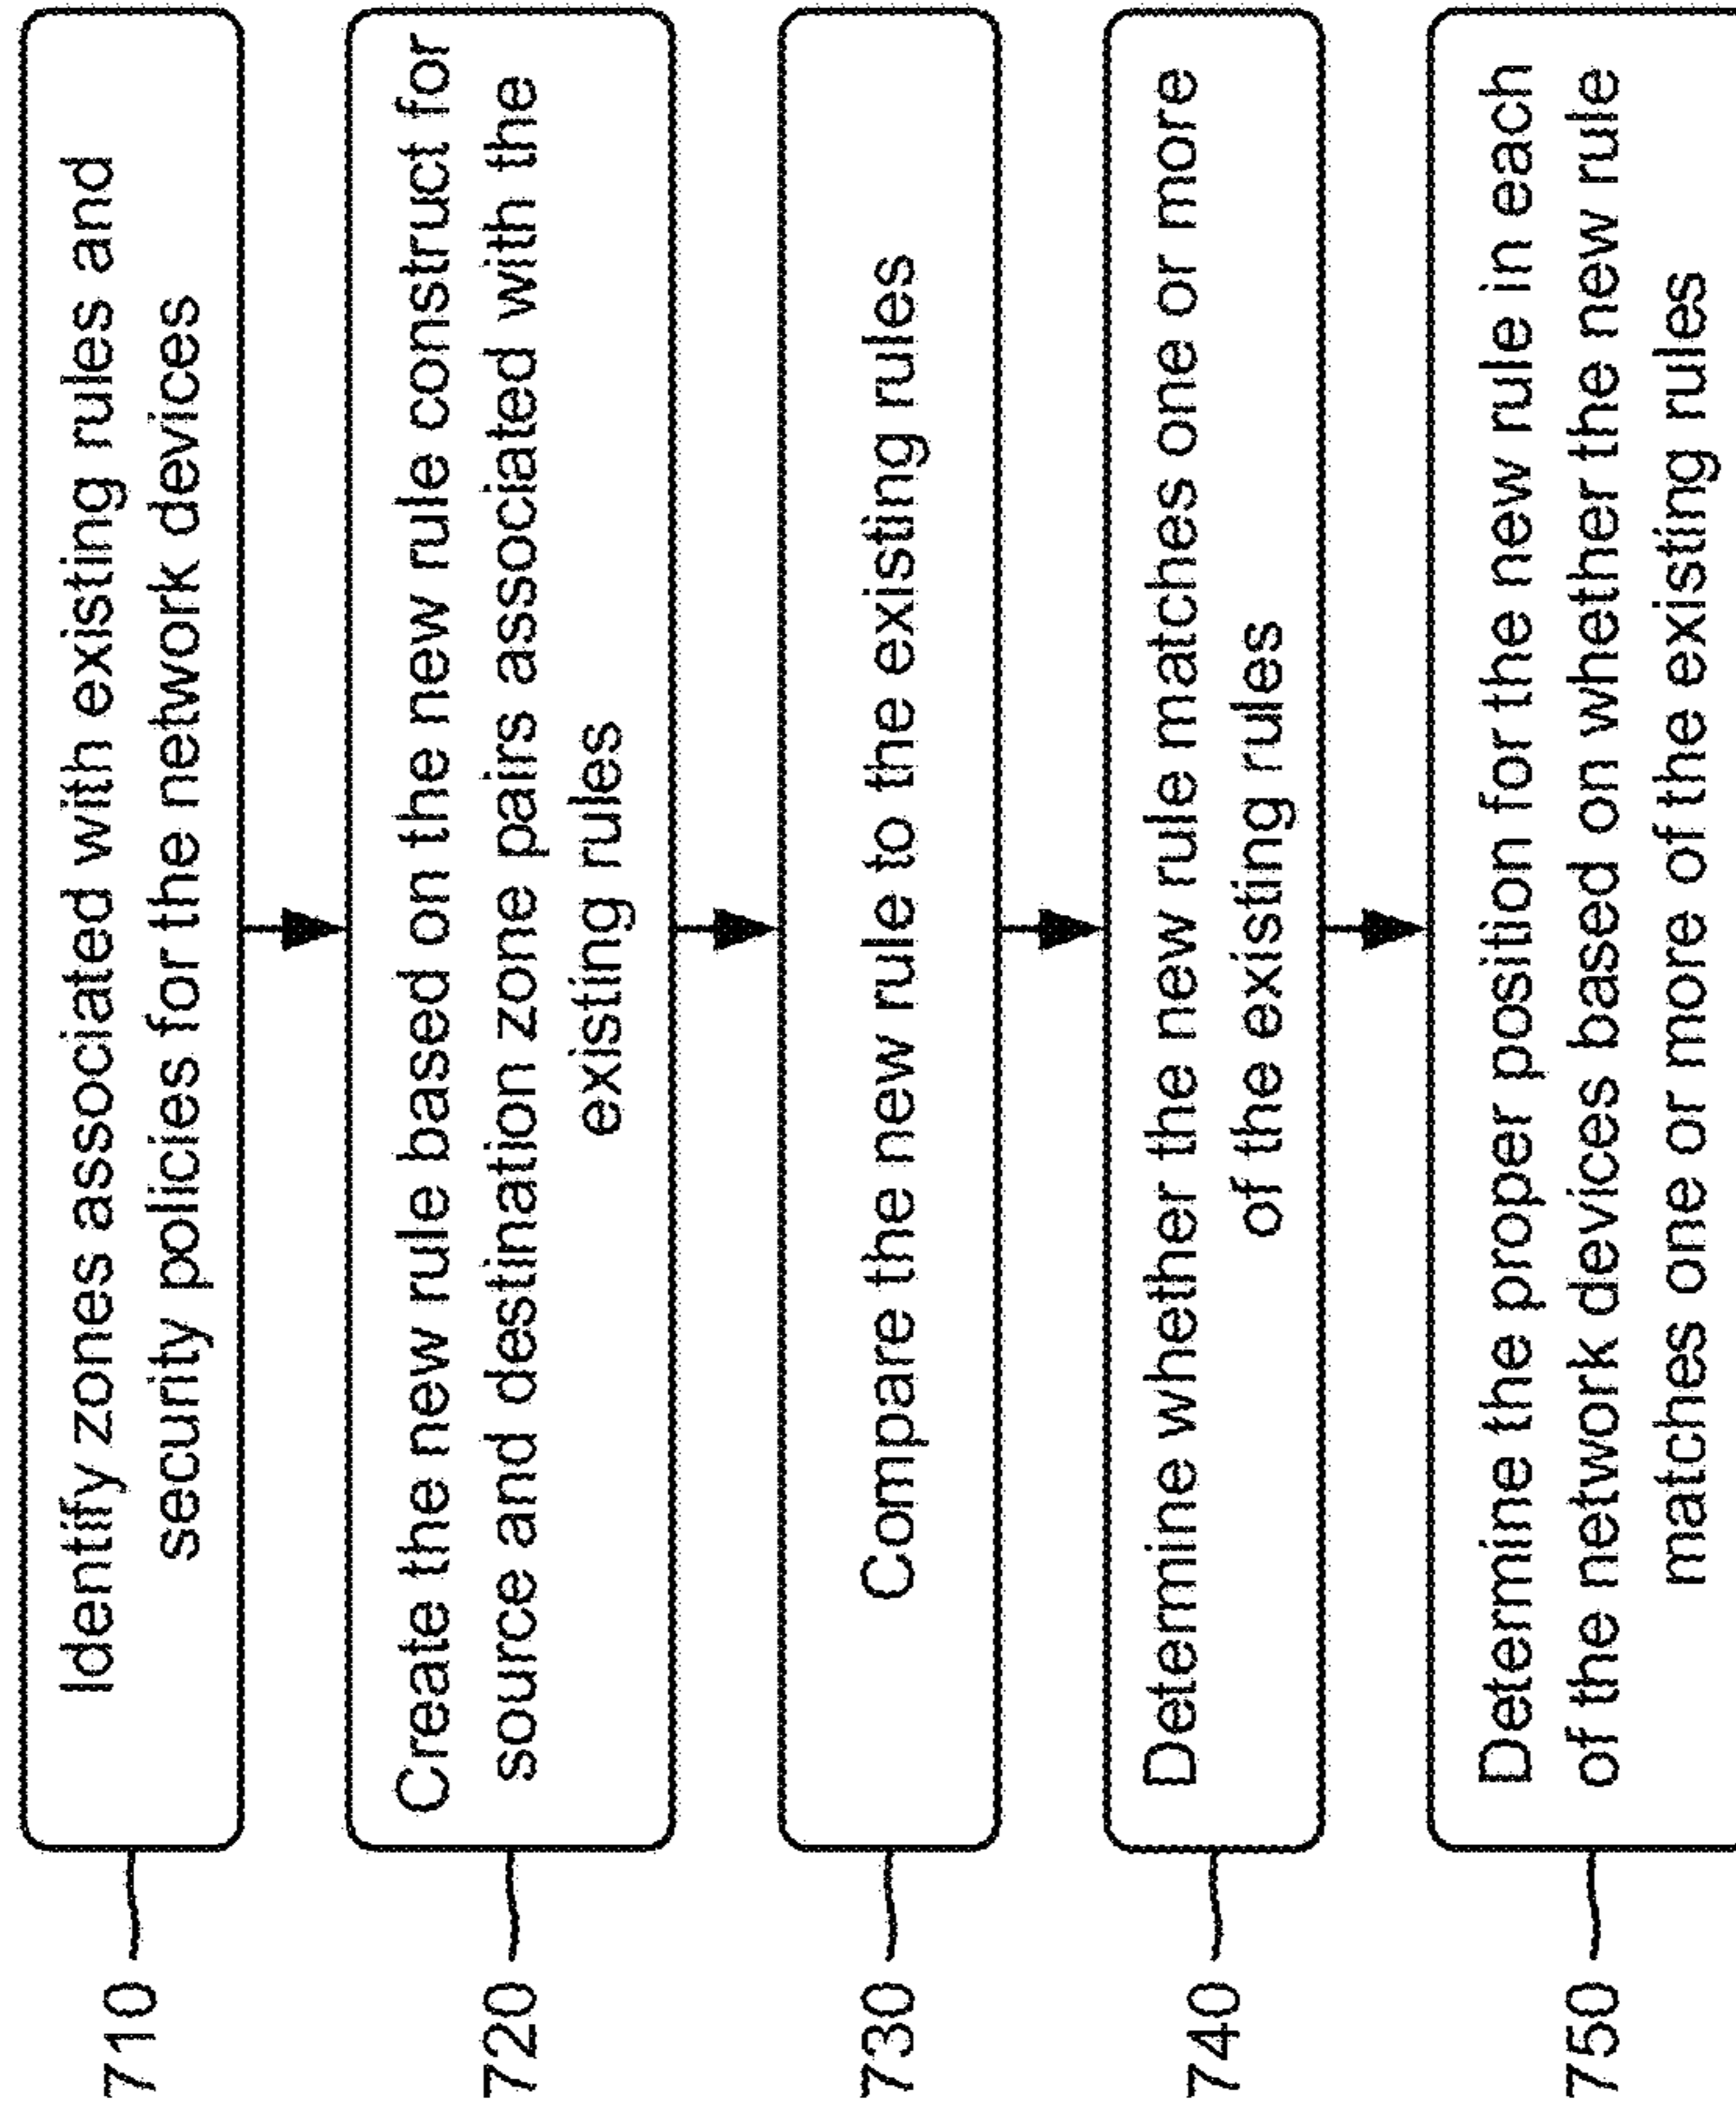 710
Identify zones associated with existing rules and
security policies for the network devices
720
Create the new rule based on the new rule construct for
source and destination zone pairs associated with the
existing rules
730
Compare the new rule to the existing rules
740
Determine whether the new rule matches one or more
of the existing rules
750
Determine the proper position for the new rule in each
of the network devices based on whether the new rule
matches one or more of the existing rules